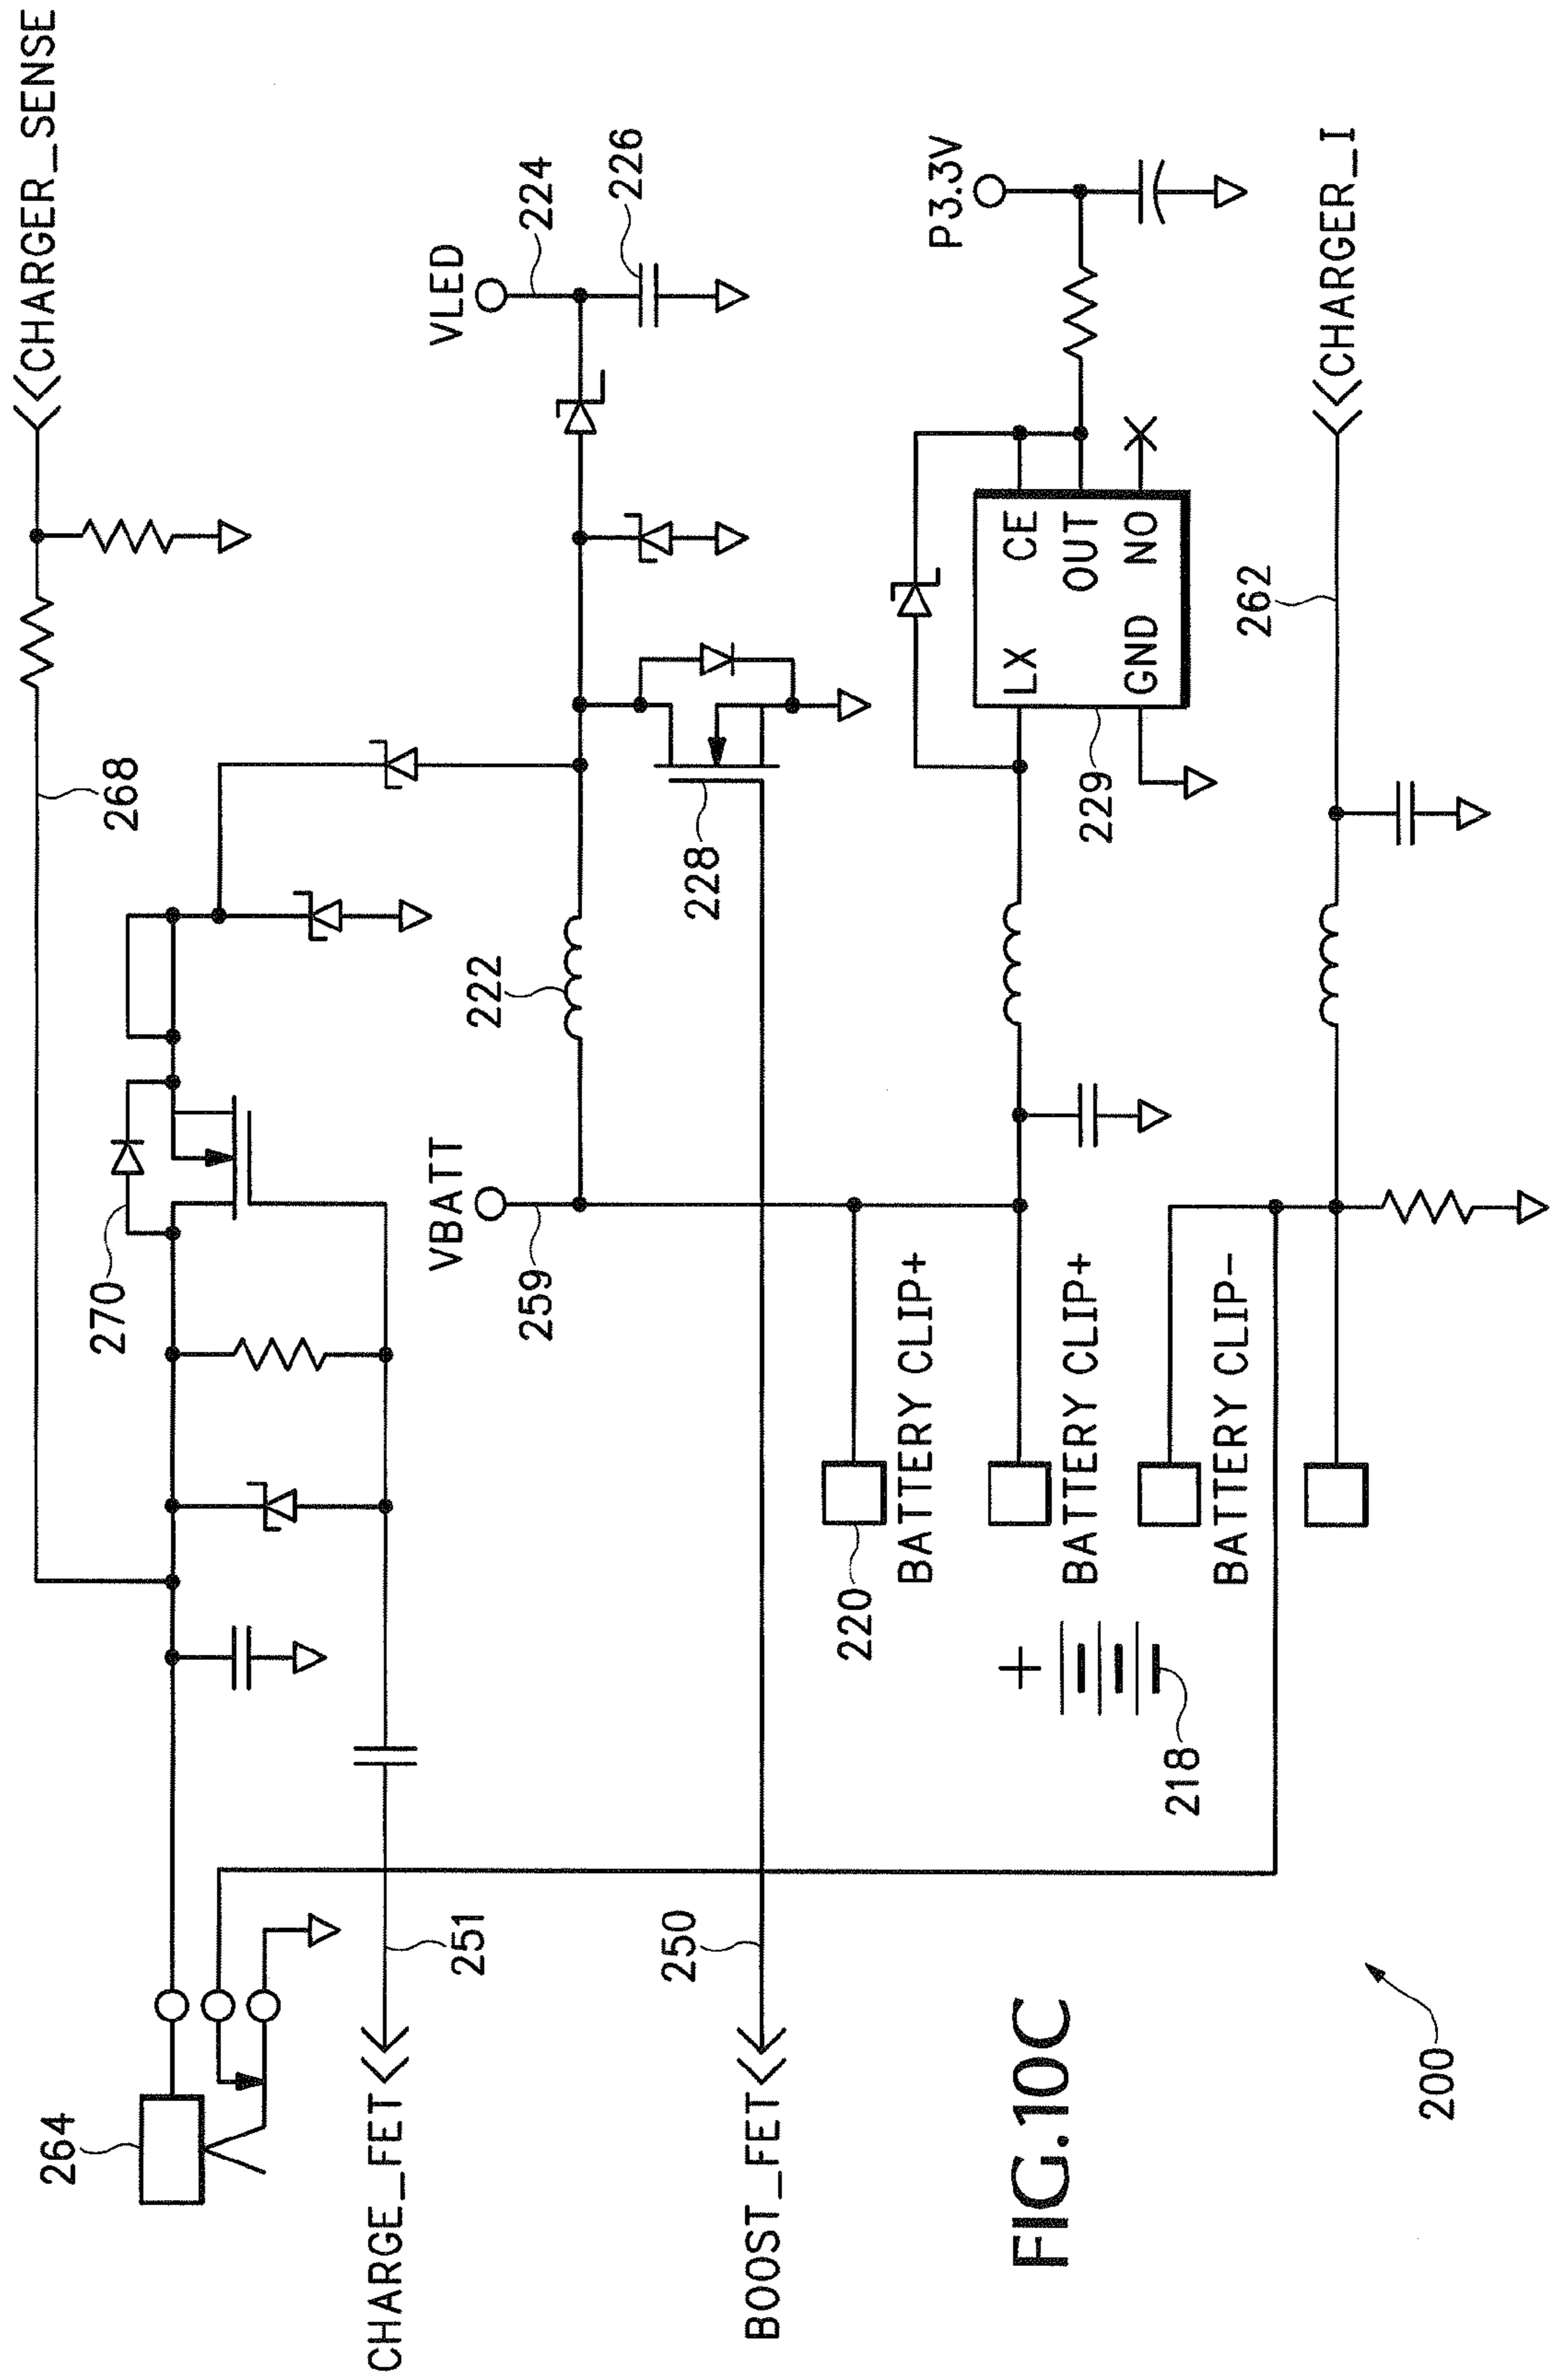 <<CHARGER_SENSE
268
270
VLED
224
226
222
228
VBATT
259
P3.3V
LX
CE
OUT
GND
NO
229
262
<<CHARGER_I
264
CHARGE_FET<<
251
BOOST_FET<<
250
220
BATTERY CLIP+
BATTERY CLIP+
BATTERY CLIP-
+
218
FIG.10C
200